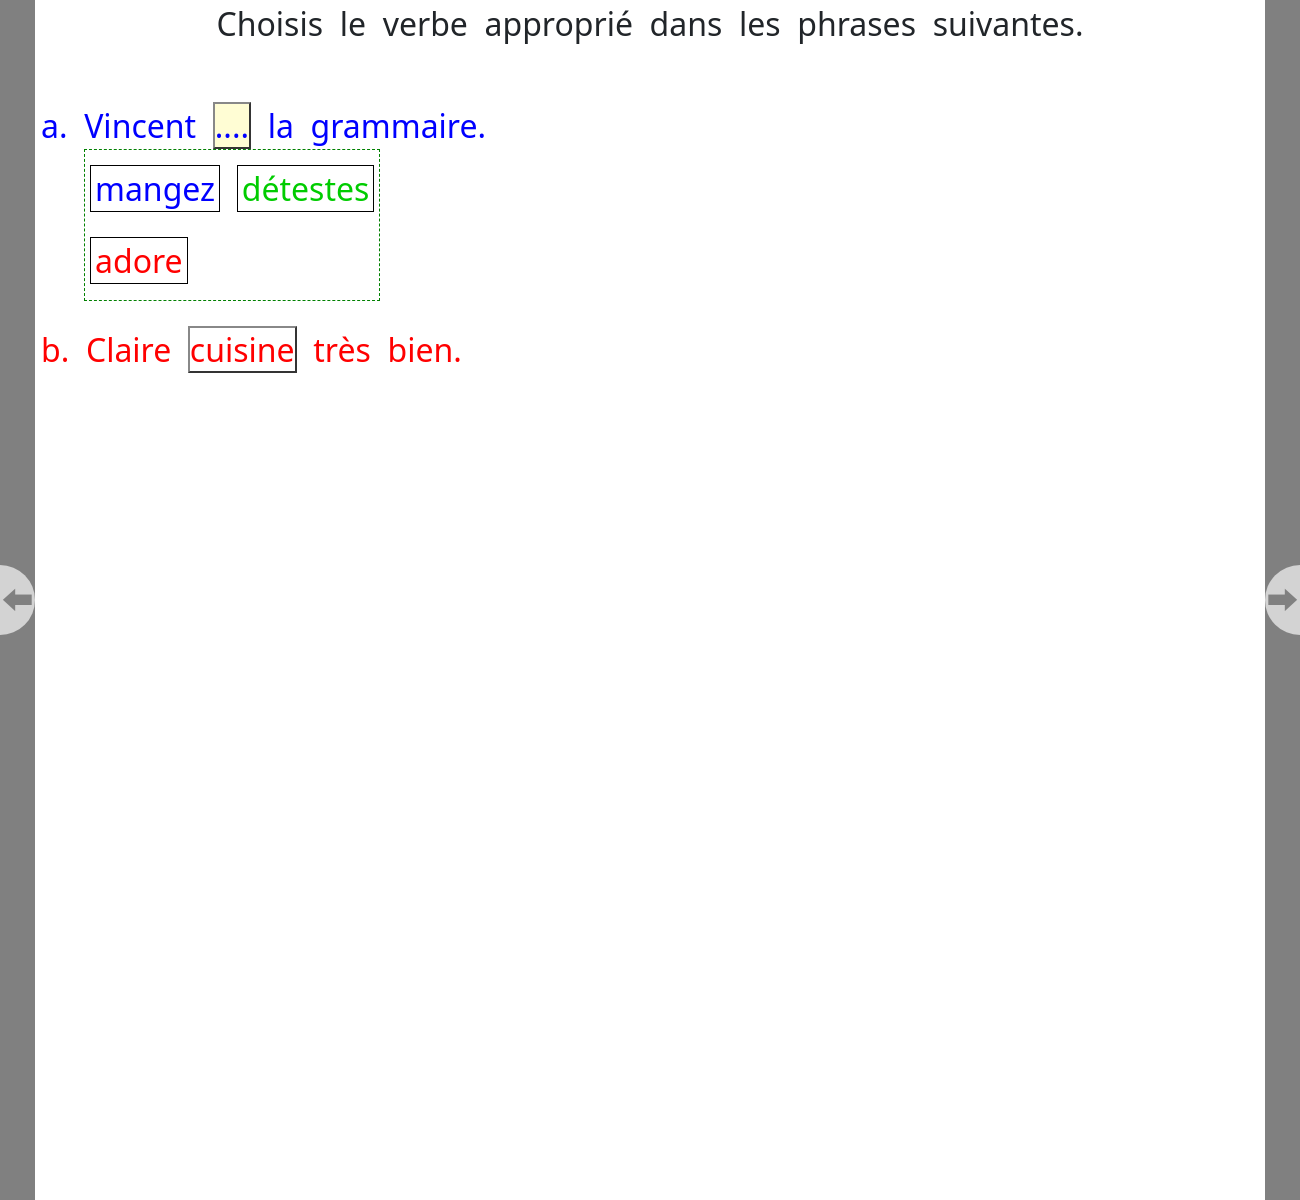 Choisis le verbe approprié dans les phrases suivantes.
a. Vincent .... la grammaire.
mangez détestes
adore
b. Claire cuisine très bien.